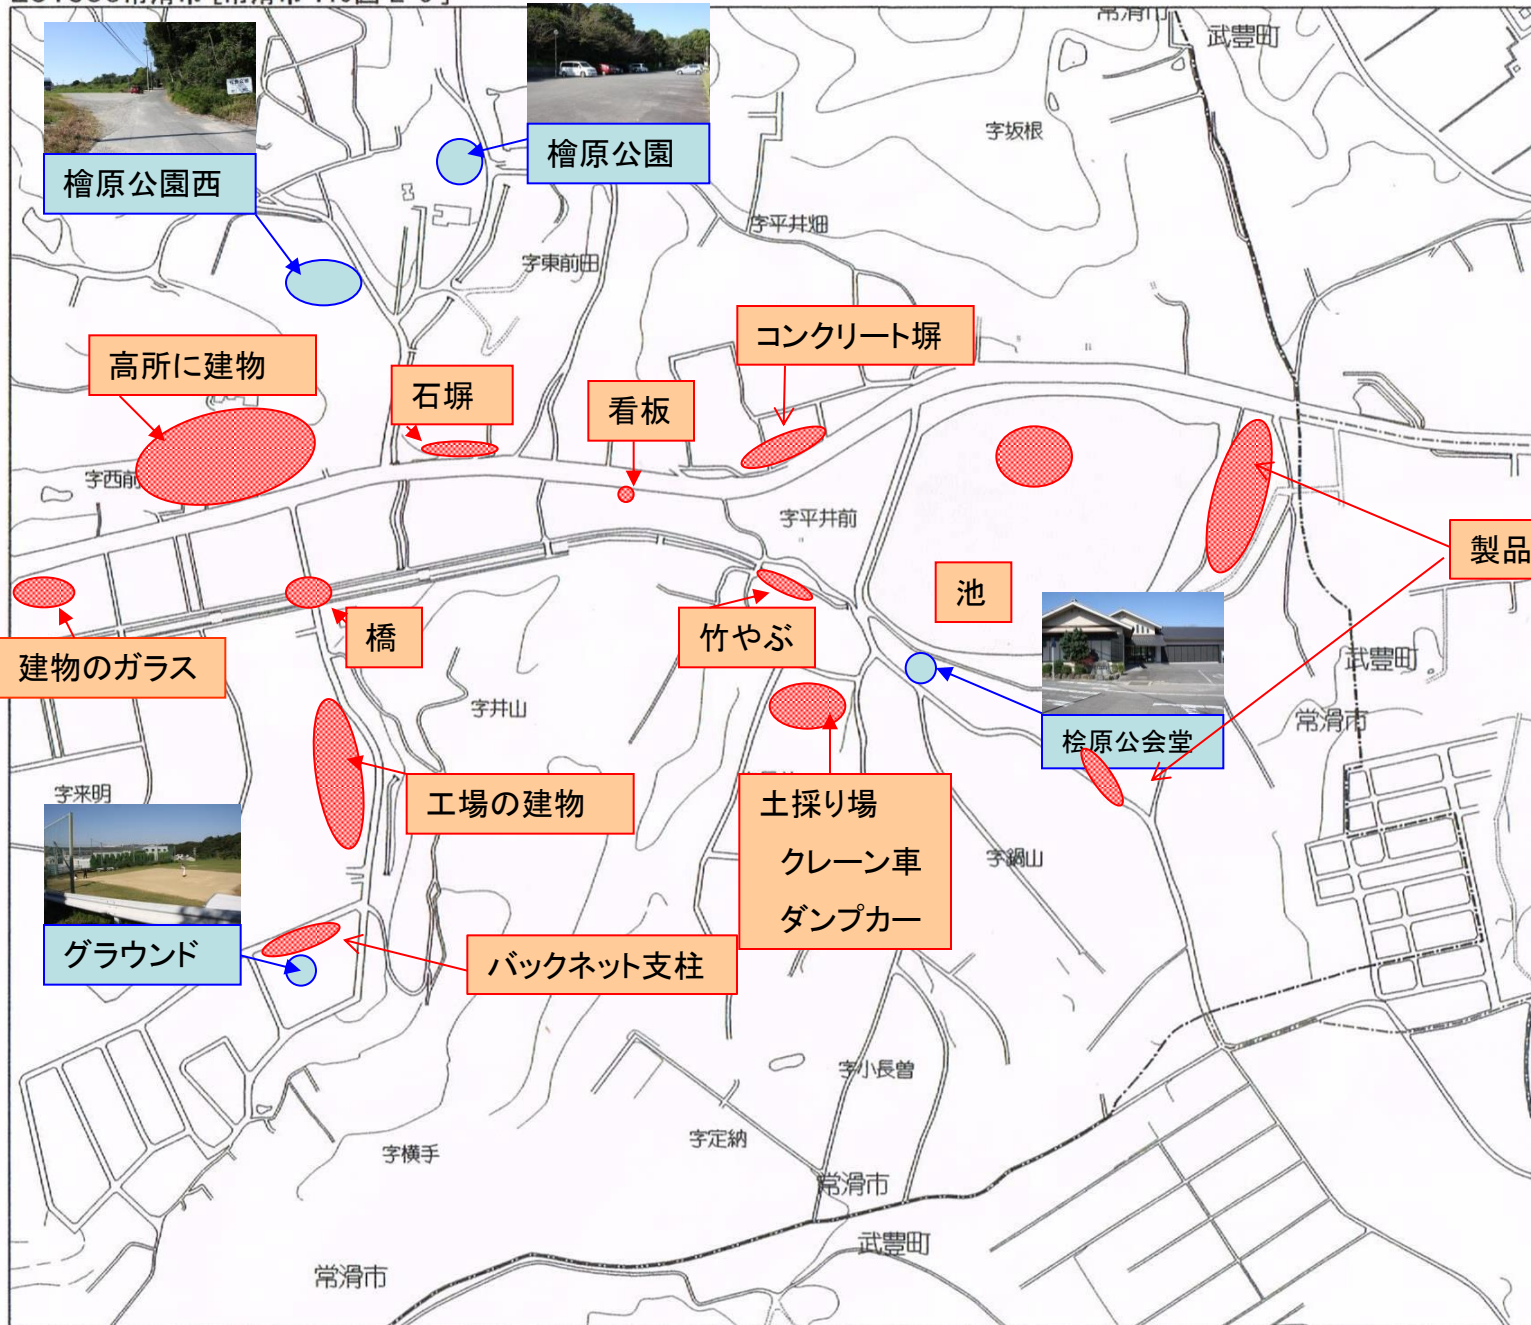 常滑市
武豊町
字坂根
檜原公園
檜原公園西
字平井畑
字東前田
コンクリート塀
高所に建物
石塀
看板
字西前
字平井前
製品
池
橋
竹やぶ
建物のガラス
武豊町
字井山
常滑市
桧原公会堂
字来明
工場の建物
土採り場
クレーン車
ダンプカー
字鍋山
グラウンド
バックネット支柱
字小長曽
字定納
字横手
常滑市
武豊町
常滑市